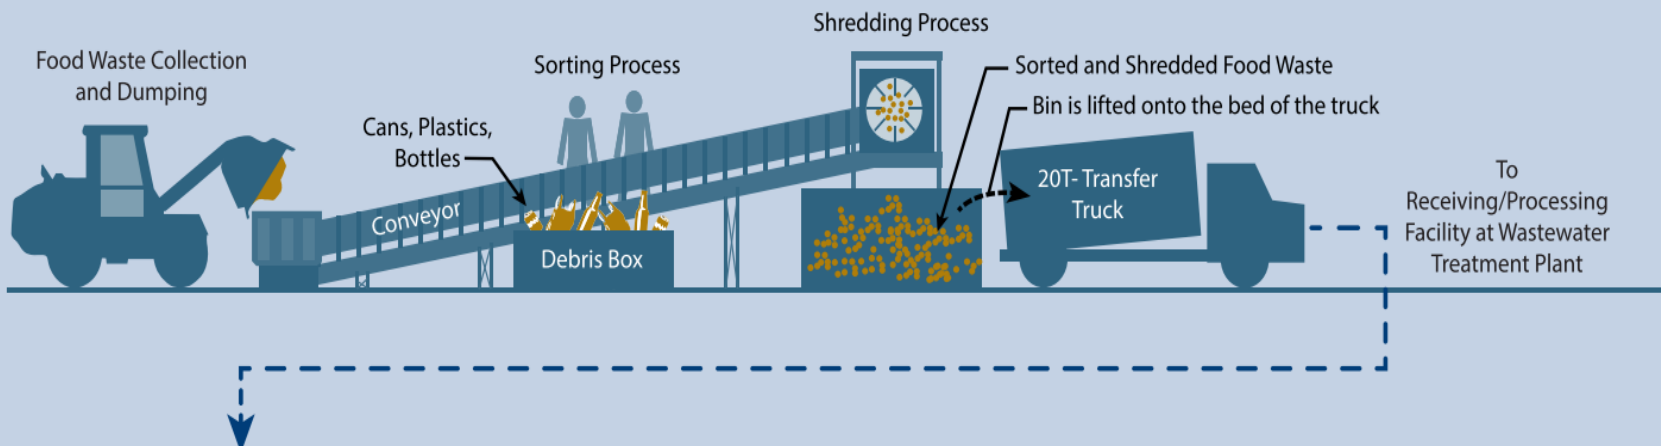 Food Waste Collection
and Dumping
Cans, Plastics,
Bottles
Conveyor
Sorting Process
Debris Box
Shredding Process
Sorted and Shredded Food Waste
Bin is lifted onto the bed of the truck
20T- Transfer
Truck
To
Receiving/Processing
Facility at Wastewater
Treatment Plant